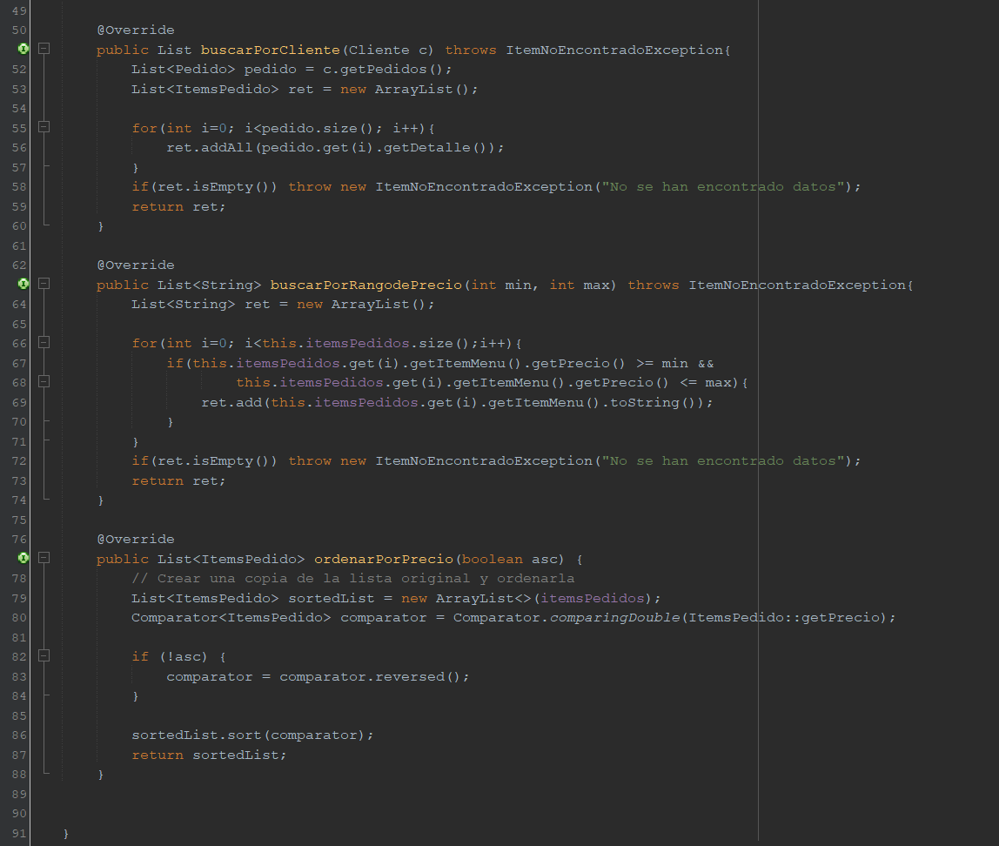 49
50 @Override
public List buscarPorCliente(Cliente c) throws ItemNoEncontradoException{
52 List<Pedido> pedido = c.getPedidos();
53 List<ItemsPedido> ret = new ArrayList();
54
55 for(int i=0; i<pedido.size(); i++){
56 ret.addAll(pedido.get(i).getDetalle());
57 }
58 if(ret.isEmpty()) throw new ItemNoEncontradoException("No se han encontrado datos");
59 return ret;
60 }
61
62 @Override
public List<String> buscarPorRangodePrecio(int min, int max) throws ItemNoEncontradoException{
64 List<String> ret = new ArrayList();
65
66 for(int i=0; i<this.itemsPedidos.size();i++){
67 if(this.itemsPedidos.get(i).getItemMenu().getPrecio() >= min &&
68 this.itemsPedidos.get(i).getItemMenu().getPrecio() <= max){
69 ret.add(this.itemsPedidos.get(i).getItemMenu().toString());
70 }
71 }
72 if(ret.isEmpty()) throw new ItemNoEncontradoException("No se han encontrado datos");
73 return ret;
74 }
75
76 @Override
public List<ItemsPedido> ordenarPorPrecio(boolean asc) {
78 // Crear una copia de la lista original y ordenarla
79 List<ItemsPedido> sortedList = new ArrayList<>(itemsPedidos);
80 Comparator<ItemsPedido> comparator = Comparator.comparingDouble(ItemsPedido::getPrecio);
81
82 if (!asc) {
83 comparator = comparator.reversed();
84 }
85
86 sortedList.sort(comparator);
87 return sortedList;
88 }
89
90
91 }